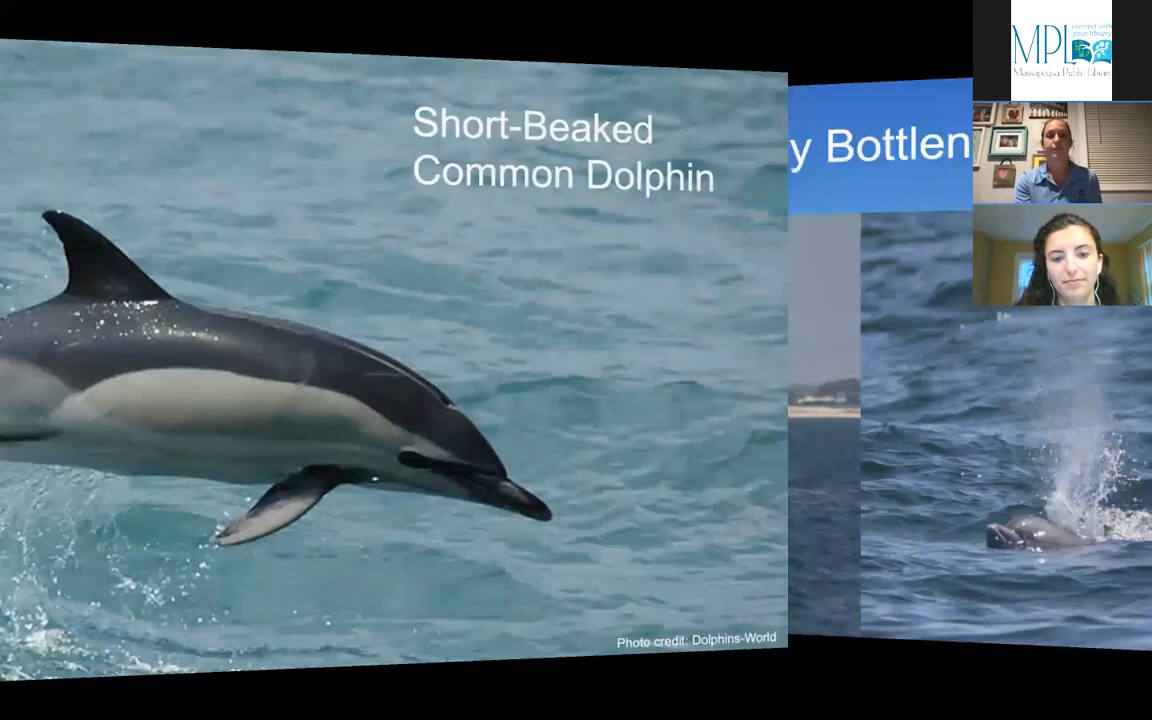 Short-Beaked
Common Dolphin
y Bottlen
Photo credit: Dolphins-World
MPL
connect with
your library
Massapequa Public Library